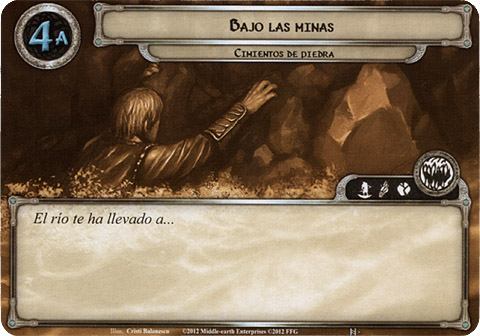 4A
Bajo las minas
Cimientos de piedra
El río te ha llevado a...
Illus. Cristi Balanescu ©2012 Middle-earth Enterprises ©2012 FFG